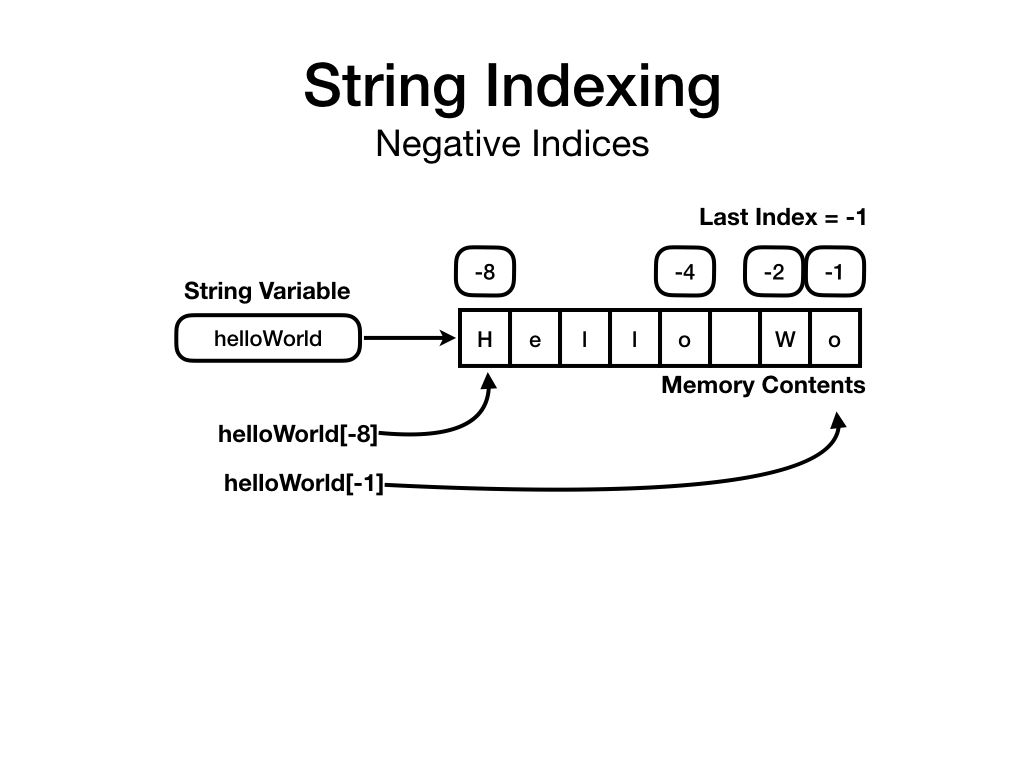 String Indexing
Negative Indices
Last Index = -1
-8 -4 -2 -1
String Variable
helloWorld
H e l l o W o
Memory Contents
helloWorld[-8]
helloWorld[-1]